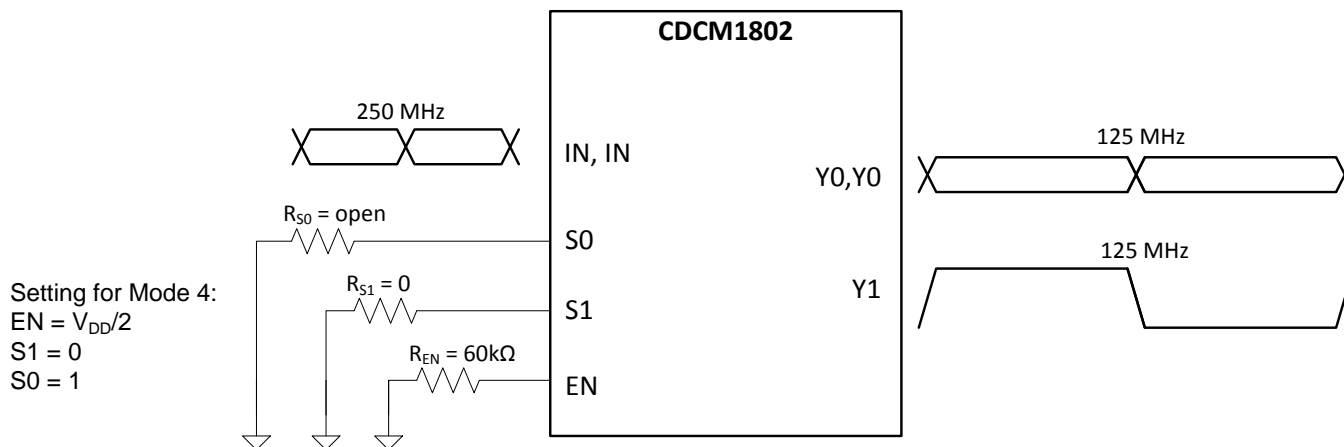 CDCM1802
250 MHz
IN, IN
125 MHz
Y0,Y0
R_S0 = open
S0
125 MHz
Y1
Setting for Mode 4:
EN = V_DD/2
S1 = 0
S0 = 1
R_S1 = 0
S1
R_EN = 60kΩ
EN